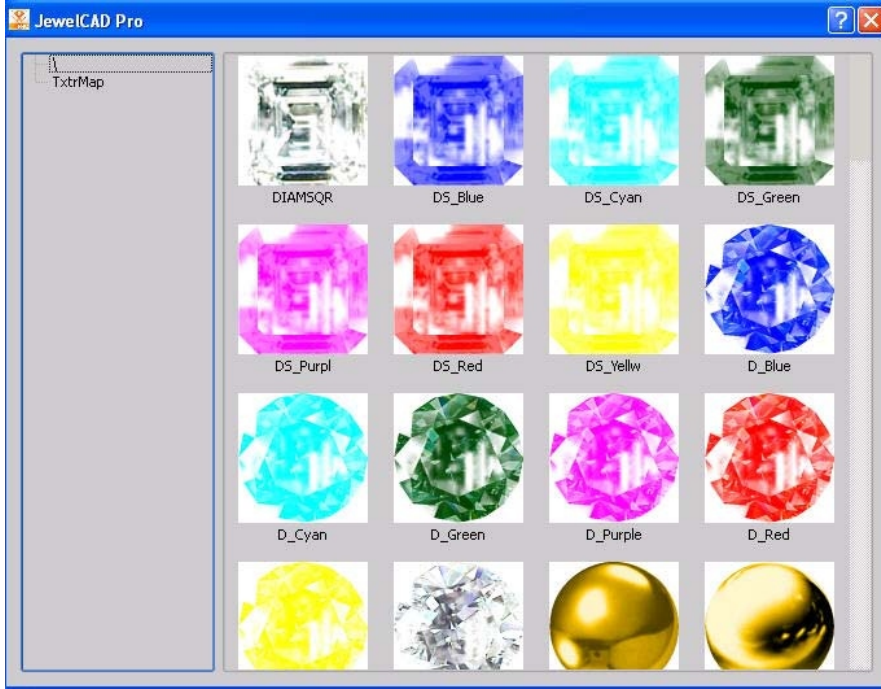 JewelCAD Pro
\
TxtrMap
DIAMSQR
DS_Blue
DS_Cyan
DS_Green
DS_Purpl
DS_Red
DS_Yellw
D_Blue
D_Cyan
D_Green
D_Purple
D_Red